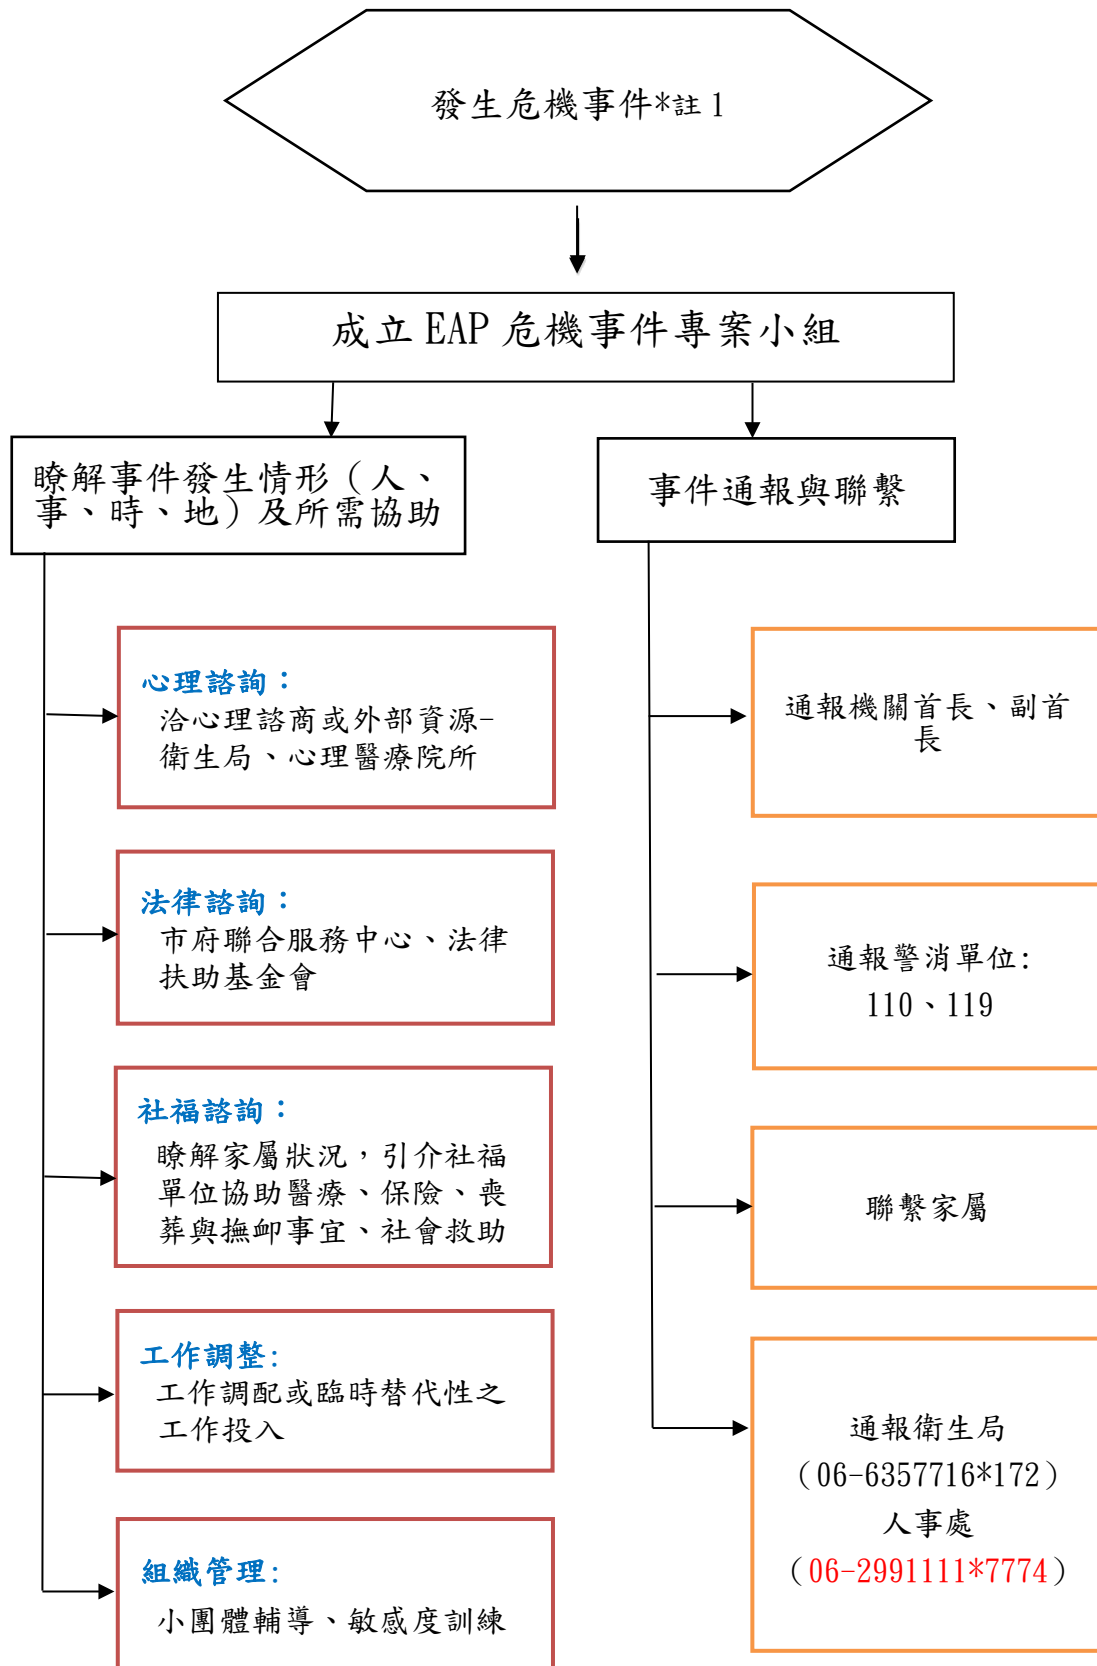 發生危機事件*註1
成立 EAP 危機事件專案小組
瞭解事件發生情形（人、
事、時、地）及所需協助
事件通報與聯繫
心理諮詢：
洽心理諮商或外部資源-
衛生局、心理醫療院所
法律諮詢：
市府聯合服務中心、法律
扶助基金會
社福諮詢：
瞭解家屬狀況，引介社福
單位協助醫療、保險、喪
葬與撫卹事宜、社會救助
工作調整:
工作調配或臨時替代性之
工作投入
組織管理:
小團體輔導、敏感度訓練
通報機關首長、副首
長
通報警消單位:
110、119
聯繫家屬
通報衛生局
（06-6357716*172）
人事處
（06-2991111*7774）